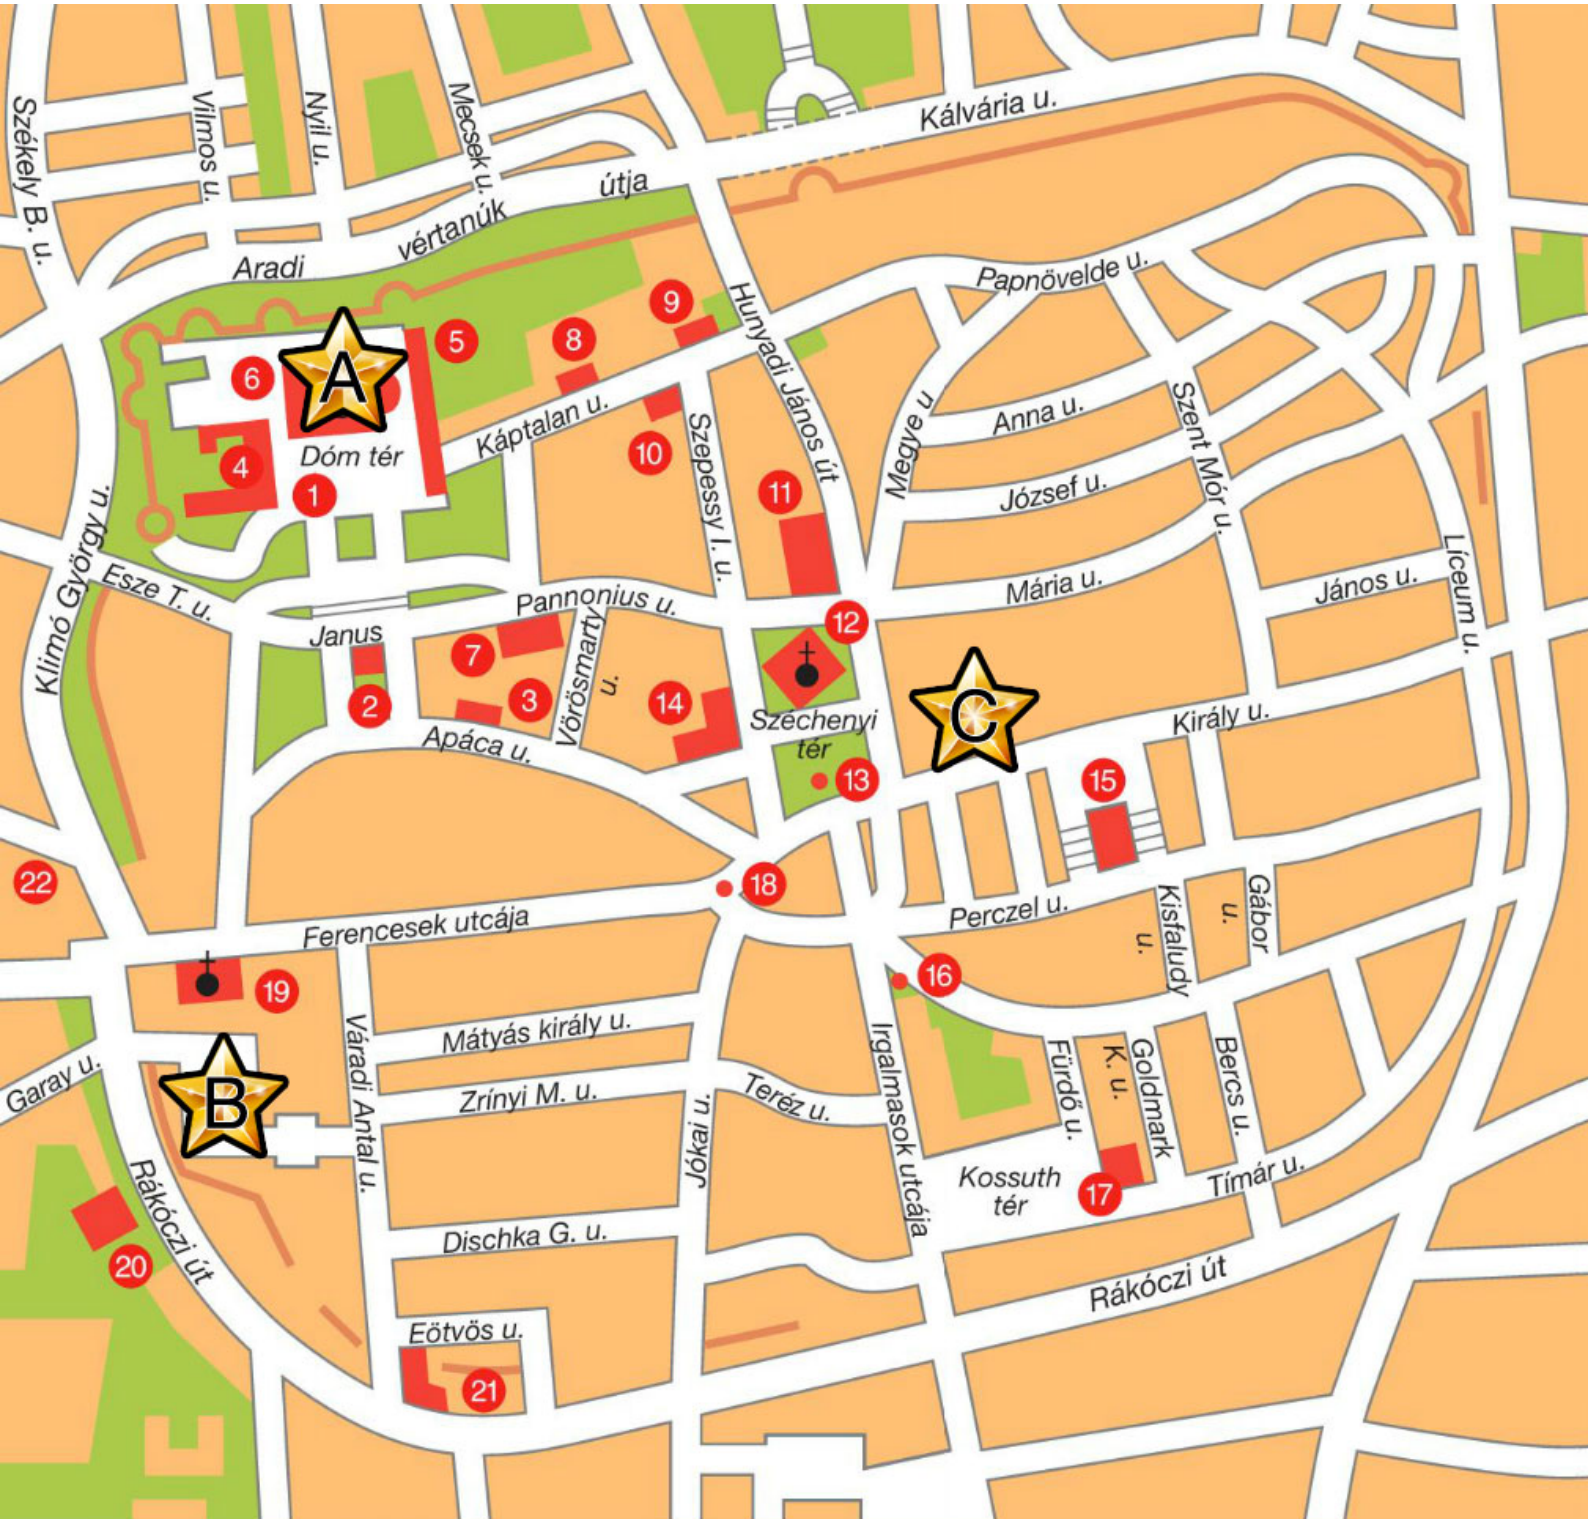 Székely B. u.
Vilmos u.
Nyil u.
Mecsek u.
Kálvária u.
Aradi
vértanúk
útja
Hunyadi János út
Papnövelde u.
A
5
6
8
9
4
1
Dóm tér
Káptalan u.
10
11
Szepessy I. u.
Megye u
Anna u.
József u.
Szent Mór u.
Mária u.
János u.
Líceum u.
Klimó György u.
Esze T. u.
Janus
Pannonius u.
7
3
2
Vörösmarty
u.
14
12
Széchenyi
tér
13
C
Király u.
15
Apáca u.
18
22
Ferencesek utcája
Perczel u.
Kisfaludy
u.
Gábor
u.
16
19
B
Garay u.
Váradi Antal u.
Mátyás király u.
Zrínyi M. u.
Teréz u.
Jókai u.
Irgalmasok utcája
Fürdő u.
Goldmark
K. u.
Bercs u.
Kossuth
tér
17
Tímár u.
20
Rákóczi út
Dischka G. u.
Rákóczi út
Eötvös u.
21